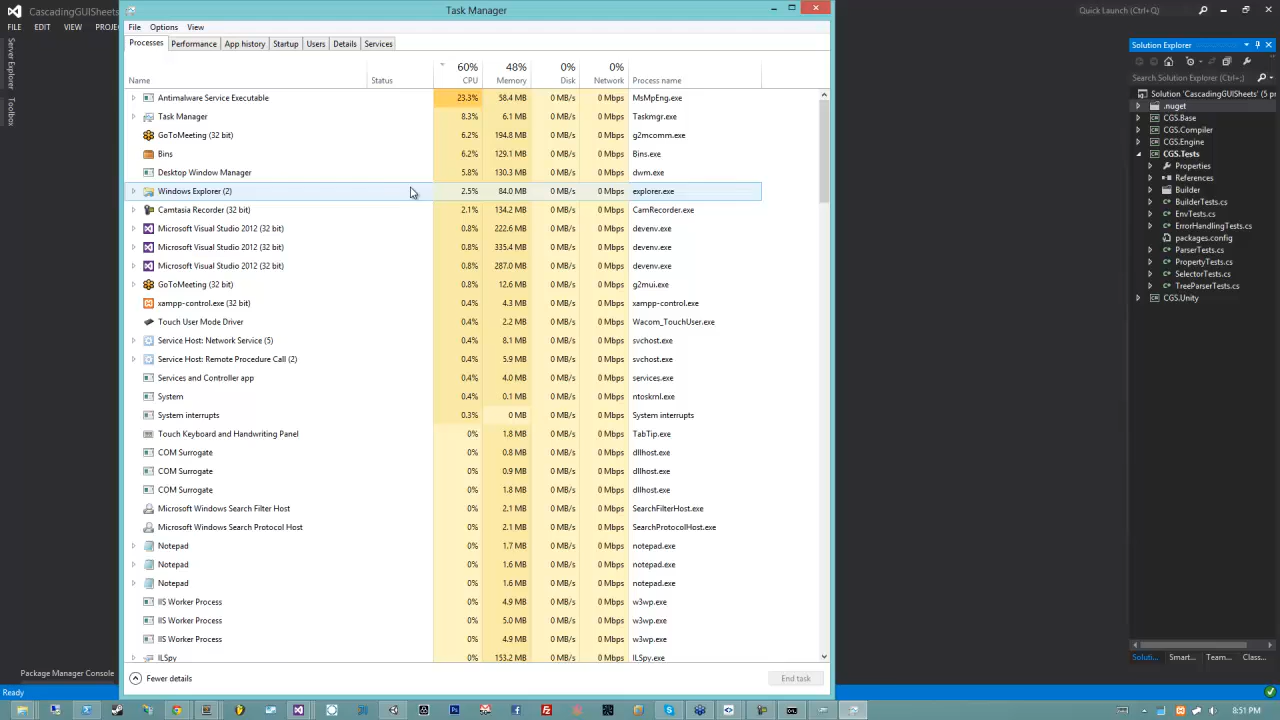 CascadingGUISheets
Task Manager
Quick Launch (Ctrl+Q)
FILE EDIT VIEW PROJ
File Options View
Processes Performance App history Startup Users Details Services
Solution Explorer
Server Explorer
Toolbox
60% 48% 0% 0%
Name Status CPU Memory Disk Network Process name
Search Solution Explorer (Ctrl+;)
Antimalware Service Executable 23.3% 58.4 MB 0 MB/s 0 Mbps MsMpEng.exe
Task Manager 8.3% 6.1 MB 0 MB/s 0 Mbps Taskmgr.exe
GoToMeeting (32 bit) 6.2% 194.8 MB 0 MB/s 0 Mbps g2mcomm.exe
Bins 6.2% 129.1 MB 0 MB/s 0 Mbps Bins.exe
Desktop Window Manager 5.8% 130.3 MB 0 MB/s 0 Mbps dwm.exe
Windows Explorer (2) 2.5% 84.0 MB 0 MB/s 0 Mbps explorer.exe
Camtasia Recorder (32 bit) 2.1% 134.2 MB 0 MB/s 0 Mbps CamRecorder.exe
Microsoft Visual Studio 2012 (32 bit) 0.8% 222.6 MB 0 MB/s 0 Mbps devenv.exe
Microsoft Visual Studio 2012 (32 bit) 0.8% 335.4 MB 0 MB/s 0 Mbps devenv.exe
Microsoft Visual Studio 2012 (32 bit) 0.8% 287.0 MB 0 MB/s 0 Mbps devenv.exe
GoToMeeting (32 bit) 0.8% 12.6 MB 0 MB/s 0 Mbps g2mui.exe
xampp-control.exe (32 bit) 0.4% 4.3 MB 0 MB/s 0 Mbps xampp-control.exe
Touch User Mode Driver 0.4% 2.2 MB 0 MB/s 0 Mbps Wacom_TouchUser.exe
Service Host: Network Service (5) 0.4% 8.1 MB 0 MB/s 0 Mbps svchost.exe
Service Host: Remote Procedure Call (2) 0.4% 5.9 MB 0 MB/s 0 Mbps svchost.exe
Services and Controller app 0.4% 4.0 MB 0 MB/s 0 Mbps services.exe
System 0.4% 0.1 MB 0 MB/s 0 Mbps ntoskrnl.exe
System interrupts 0.3% 0 MB 0 MB/s 0 Mbps System interrupts
Touch Keyboard and Handwriting Panel 0% 1.8 MB 0 MB/s 0 Mbps TabTip.exe
COM Surrogate 0% 0.8 MB 0 MB/s 0 Mbps dllhost.exe
COM Surrogate 0% 0.9 MB 0 MB/s 0 Mbps dllhost.exe
COM Surrogate 0% 1.8 MB 0 MB/s 0 Mbps dllhost.exe
Microsoft Windows Search Filter Host 0% 2.1 MB 0 MB/s 0 Mbps SearchFilterHost.exe
Microsoft Windows Search Protocol Host 0% 2.1 MB 0 MB/s 0 Mbps SearchProtocolHost.exe
Notepad 0% 1.7 MB 0 MB/s 0 Mbps notepad.exe
Notepad 0% 1.6 MB 0 MB/s 0 Mbps notepad.exe
Notepad 0% 1.6 MB 0 MB/s 0 Mbps notepad.exe
IIS Worker Process 0% 4.9 MB 0 MB/s 0 Mbps w3wp.exe
IIS Worker Process 0% 5.0 MB 0 MB/s 0 Mbps w3wp.exe
IIS Worker Process 0% 4.9 MB 0 MB/s 0 Mbps w3wp.exe
ILSpy 0% 153.2 MB 0 MB/s 0 Mbps ILSpy.exe
Fewer details End task
Solution 'CascadingGUISheets' (5 pr
.nuget
CGS.Base
CGS.Compiler
CGS.Engine
CGS.Tests
Properties
References
Builder
BuilderTests.cs
EnvTests.cs
ErrorHandlingTests.cs
packages.config
ParserTests.cs
PropertyTests.cs
SelectorTests.cs
TreeParserTests.cs
CGS.Unity
Soluti... Smart... Team... Class...
Package Manager Console
Ready
8:51 PM